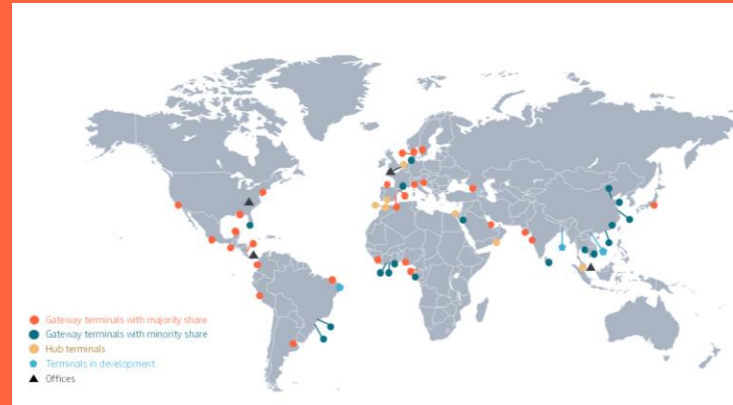 Gateway terminals with majority share
Gateway terminals with minority share
Hub terminals
Terminals in development
Offices